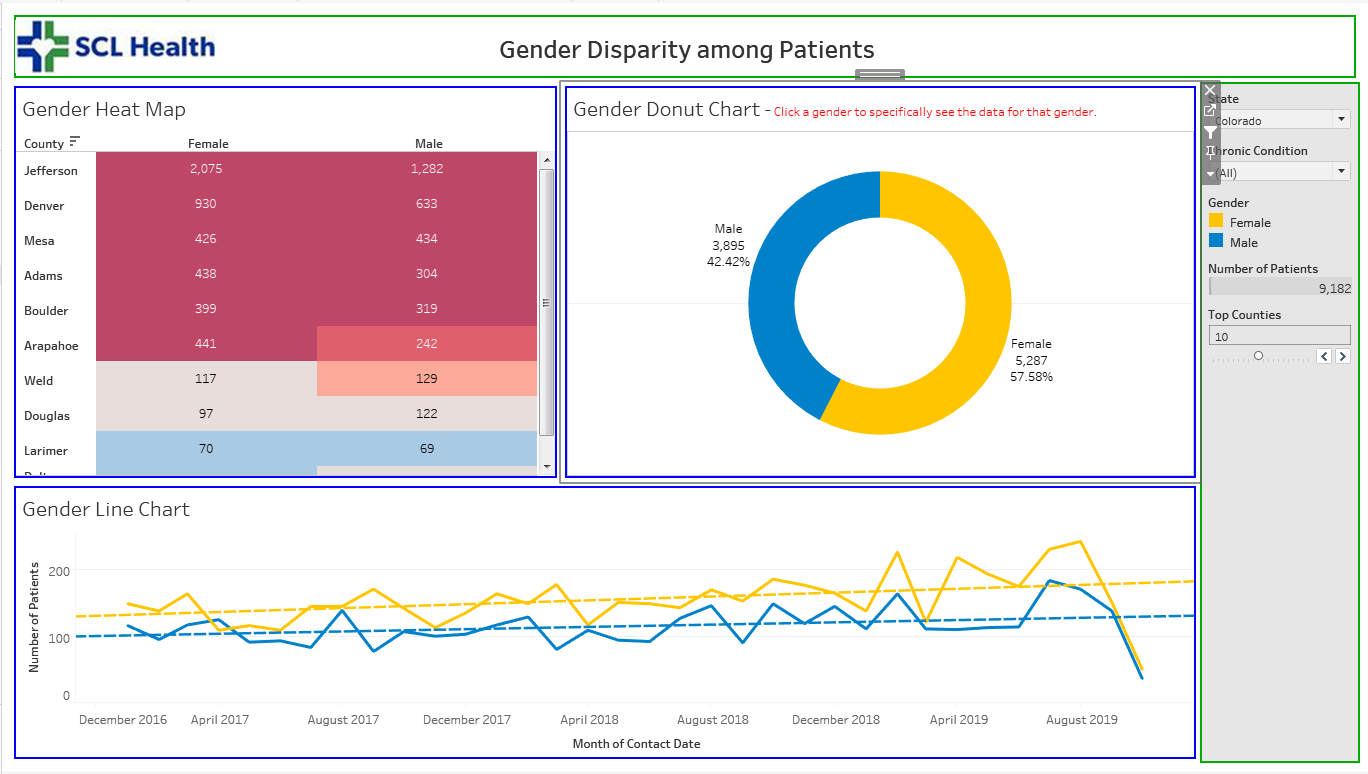 SCL Health
Gender Disparity among Patients
Gender Heat Map
County Female Male
Jefferson 2,075 1,282
Denver 930 633
Mesa 426 434
Adams 438 304
Boulder 399 319
Arapahoe 441 242
Weld 117 129
Douglas 97 122
Larimer 70 69
Gender Donut Chart - Click a gender to specifically see the data for that gender.
Male
3,895
42.42%
Female
5,287
57.58%
State
Colorado
Chronic Condition
(All)
Gender
Female
Male
Number of Patients
9,182
Top Counties
10
Gender Line Chart
Number of Patients
200
100
0
December 2016 April 2017 August 2017 December 2017 April 2018 August 2018 December 2018 April 2019 August 2019
Month of Contact Date